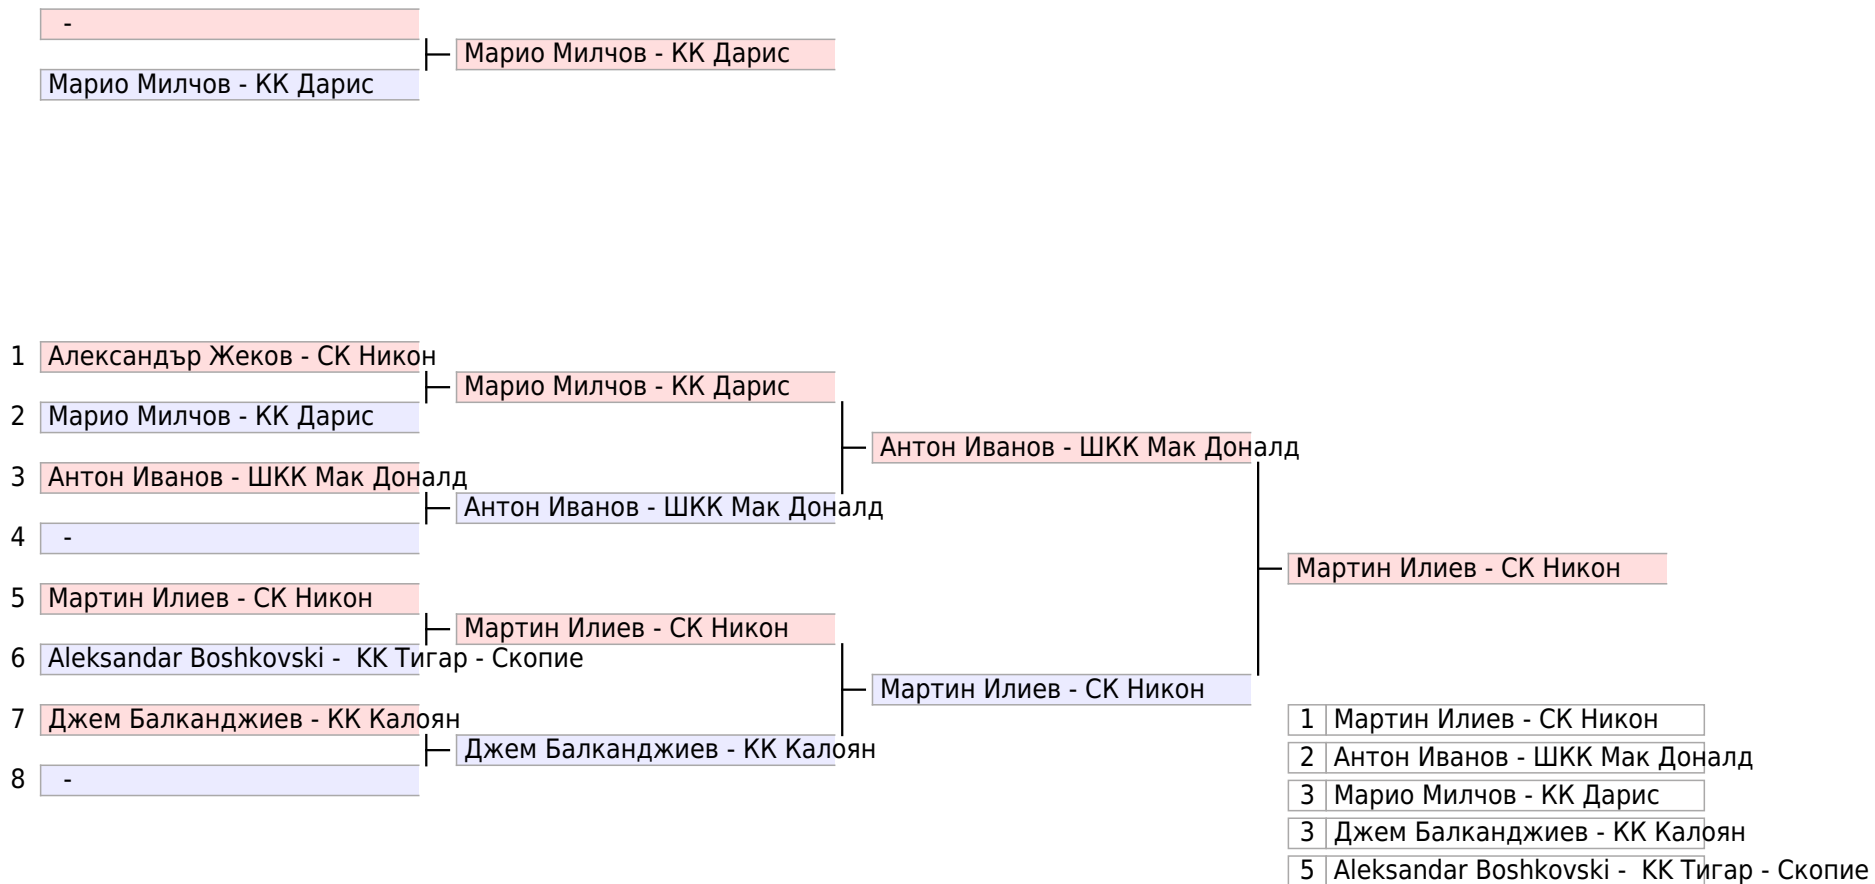 -
Марио Милчов - КК Дарис
Марио Милчов - КК Дарис
1 Александър Жеков - СК Никон
Марио Милчов - КК Дарис
2 Марио Милчов - КК Дарис
Антон Иванов - ШКК Мак Доналд
3 Антон Иванов - ШКК Мак Доналд
Антон Иванов - ШКК Мак Доналд
4 -
Мартин Илиев - СК Никон
5 Мартин Илиев - СК Никон
Мартин Илиев - СК Никон
6 Aleksandar Boshkovski -  KK Тигар - Скопие
Мартин Илиев - СК Никон
7 Джем Балканджиев - КК Калоян
Джем Балканджиев - КК Калоян
8 -
1 Мартин Илиев - СК Никон
2 Антон Иванов - ШКК Мак Доналд
3 Марио Милчов - КК Дарис
3 Джем Балканджиев - КК Калоян
5 Aleksandar Boshkovski -  KK Тигар - Скопие